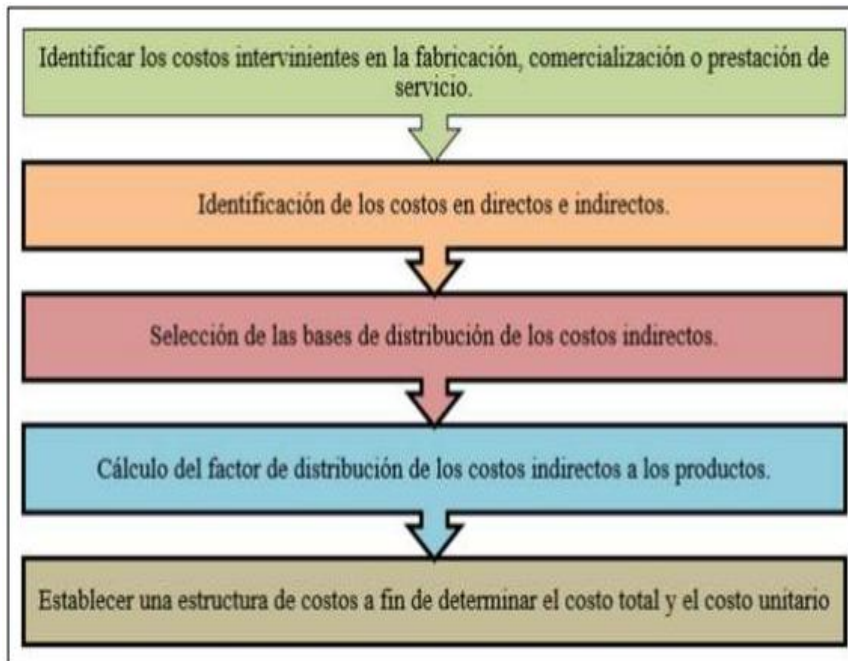 Identificar los costos intervinientes en la fabricación, comercialización o prestación de
servicio.
Identificación de los costos en directos e indirectos.
Selección de las bases de distribución de los costos indirectos.
Cálculo del factor de distribución de los costos indirectos a los productos.
Establecer una estructura de costos a fin de determinar el costo total y el costo unitario